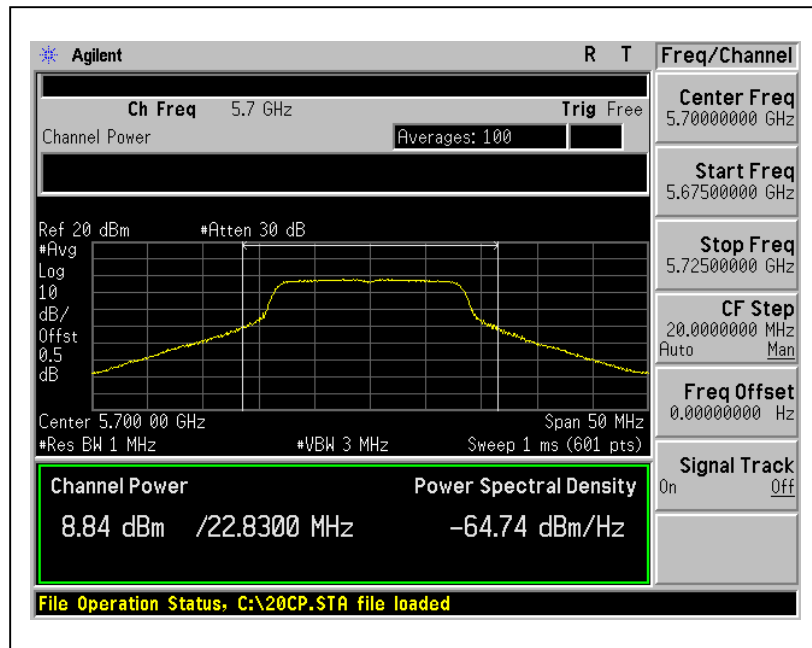 Agilent R T Freq/Channel
Ch Freq 5.7 GHz Trig Free
Channel Power Averages: 100
Center Freq
5.70000000 GHz
Start Freq
5.67500000 GHz
Stop Freq
5.72500000 GHz
CF Step
20.0000000 MHz
Auto Man
Freq Offset
0.00000000 Hz
Signal Track
On Off
Ref 20 dBm #Atten 30 dB
#Avg
Log
10
dB/
Offst
0.5
dB
Center 5.700 00 GHz Span 50 MHz
#Res BW 1 MHz #VBW 3 MHz Sweep 1 ms (601 pts)
Channel Power Power Spectral Density
8.84 dBm /22.8300 MHz -64.74 dBm/Hz
File Operation Status, C:\20CP.STA file loaded